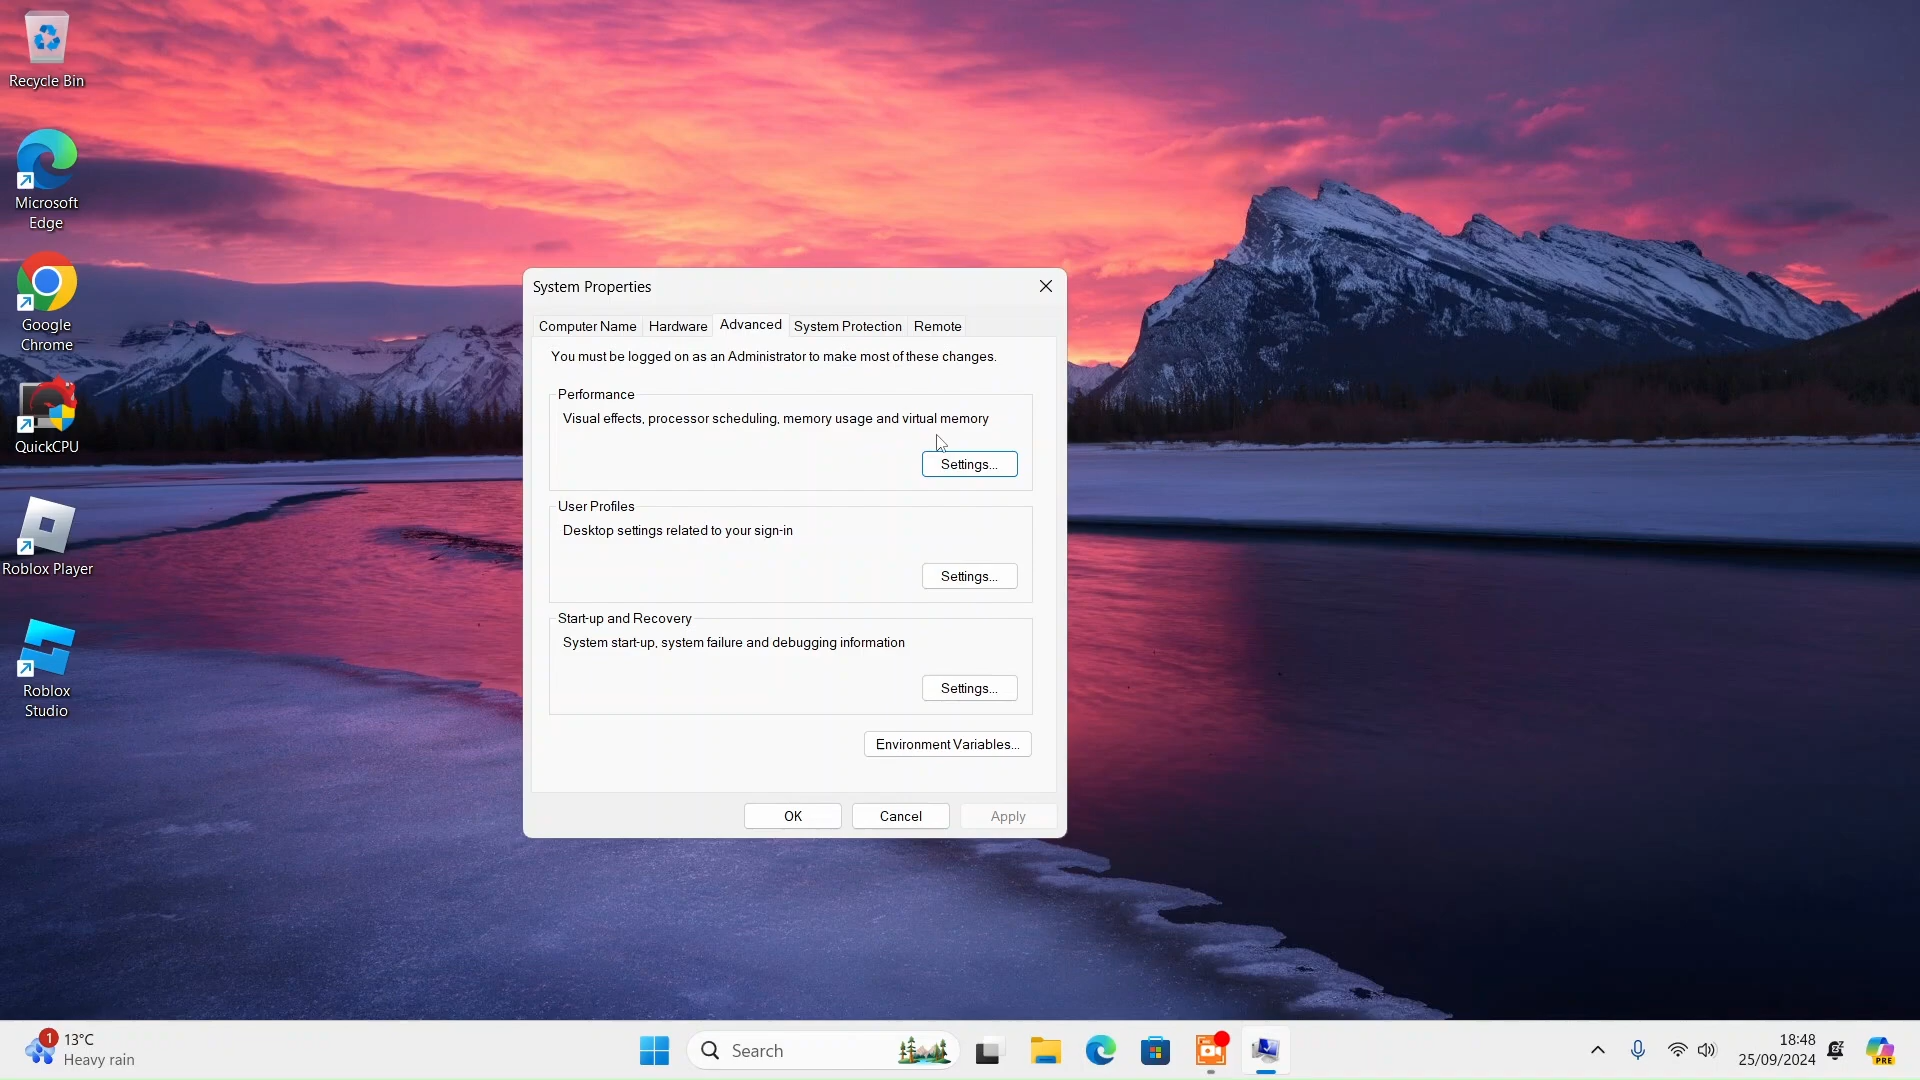 Recycle Bin
Microsoft
Edge
Google
Chrome
QuickCPU
Roblox Player
Roblox
Studio
System Properties
Computer Name Hardware Advanced System Protection Remote
You must be logged on as an Administrator to make most of these changes.
Performance
Visual effects, processor scheduling, memory usage and virtual memory
Settings...
User Profiles
Desktop settings related to your sign-in
Settings...
Start-up and Recovery
System start-up, system failure and debugging information
Settings...
Environment Variables...
OK Cancel Apply
1 13°C
Heavy rain
Search
18:48
25/09/2024
PRE